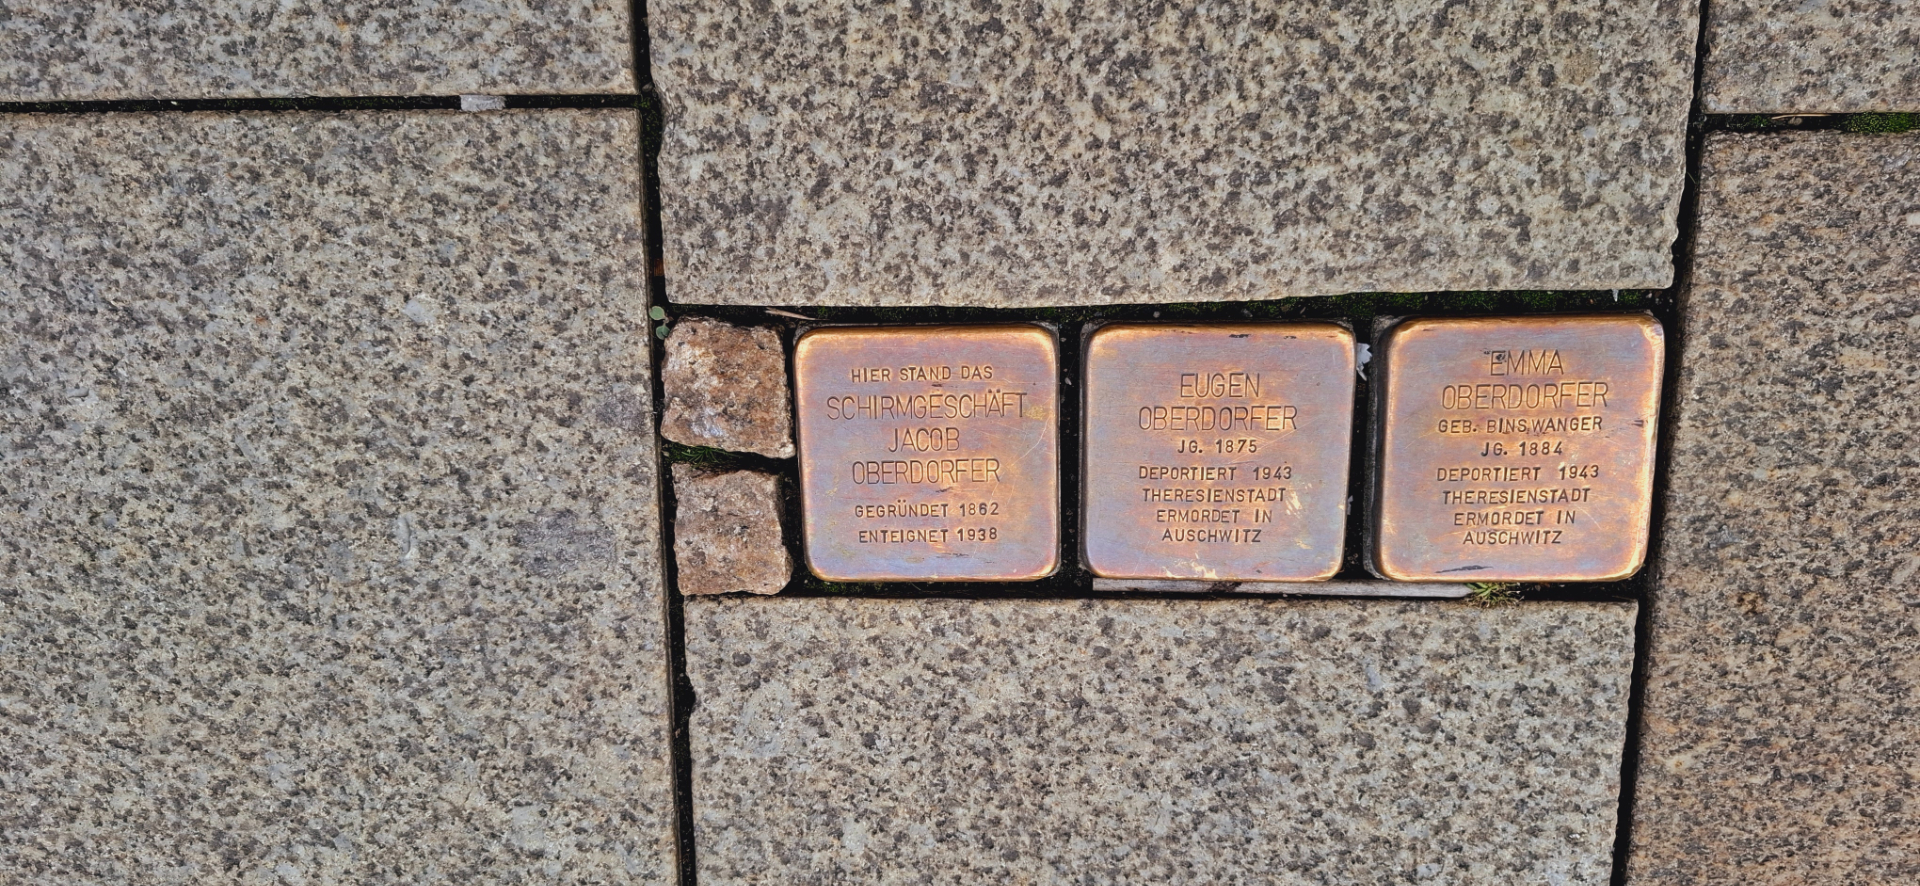 HIER STAND DAS
SCHIRMGESCHÄFT
JACOB
OBERDORFER
GEGRÜNDET 1862
ENTEIGNET 1938
EUGEN
OBERDORFER
JG. 1875
DEPORTIERT 1943
THERESIENSTADT
ERMORDET IN
AUSCHWITZ
EMMA
OBERDORFER
GEB. BINSWANGER
JG. 1884
DEPORTIERT 1943
THERESIENSTADT
ERMORDET IN
AUSCHWITZ